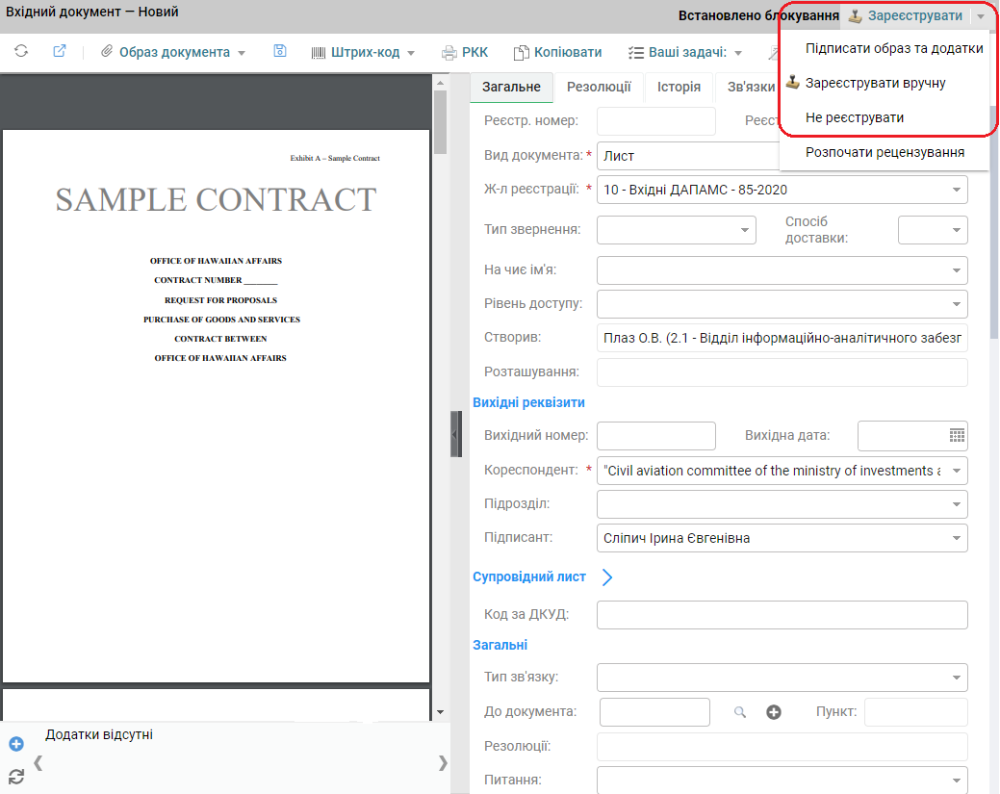 Вхідний документ — Новий
Встановлено блокування Зареєструвати
Образ документа Штрих-код РКК Копіювати Ваші задачі:
Підписати образ та додатки
Зареєструвати вручну
Не реєструвати
Розпочати рецензування
Exhibit A – Sample Contract
SAMPLE CONTRACT
OFFICE OF HAWAIIAN AFFAIRS
CONTRACT NUMBER ________
REQUEST FOR PROPOSALS
PURCHASE OF GOODS AND SERVICES
CONTRACT BETWEEN
OFFICE OF HAWAIIAN AFFAIRS
Додатки відсутні
Загальне Резолюції Історія Зв'язки
Реєстр. номер:
Вид документа: * Лист
Ж-л реєстрації: * 10 - Вхідні ДАПАМС - 85-2020
Тип звернення: Спосіб
доставки:
На чиє ім'я:
Рівень доступу:
Створив: Плаз О.В. (2.1 - Відділ інформаційно-аналітичного забезп
Розташування:
Вихідні реквізити
Вихідний номер: Вихідна дата:
Кореспондент: * "Civil aviation committee of the ministry of investments a
Підрозділ:
Підписант: Сліпич Ірина Євгенівна
Супровідний лист
Код за ДКУД:
Загальні
Тип зв'язку:
До документа: Пункт:
Резолюції:
Питання: